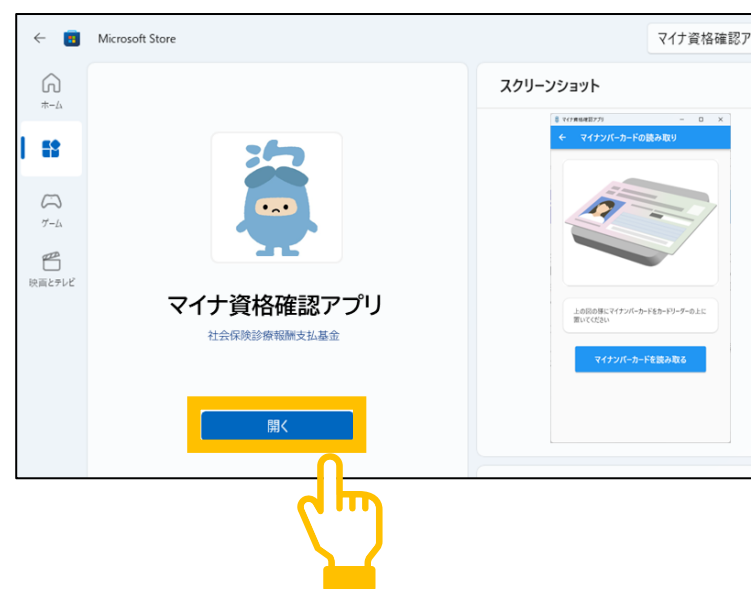 Microsoft Store
マイナ資格確認ア
ホーム
ゲーム
映画とテレビ
治
マイナ資格確認アプリ
社会保険診療報酬支払基金
開く
スクリーンショット
マイナ資格確認アプリ
マイナンバーカードの読み取り
上の図の様にマイナンバーカードをカードリーダーの上に
置いてください
マイナンバーカードを読み取る